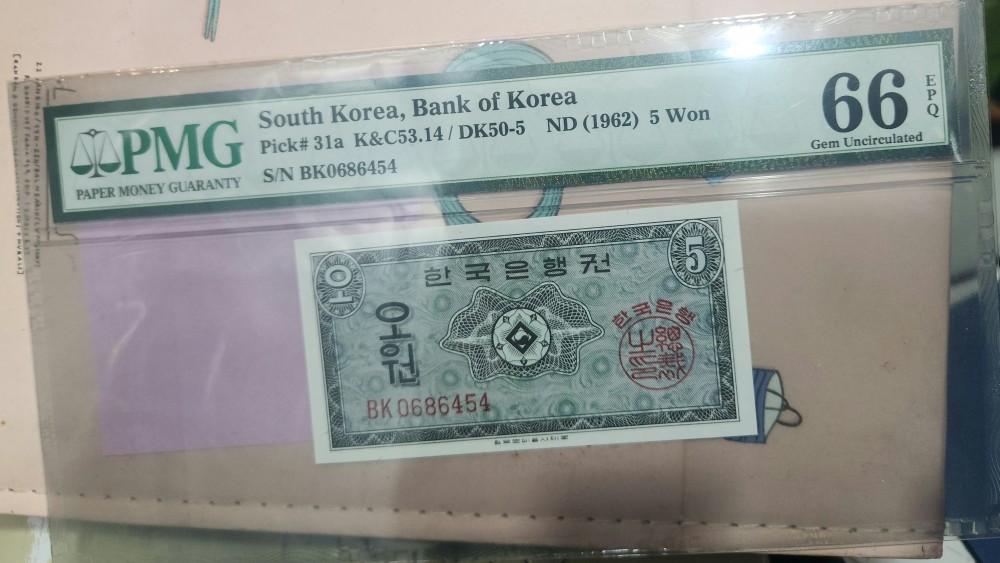 PMG
PAPER MONEY GUARANTY
South Korea, Bank of Korea
Pick# 31a K&C53.14 / DK50-5 ND (1962) 5 Won
S/N BK0686454
66
EPQ
Gem Uncirculated
오
5
한국은행권
오원
한국은행
BK0686454